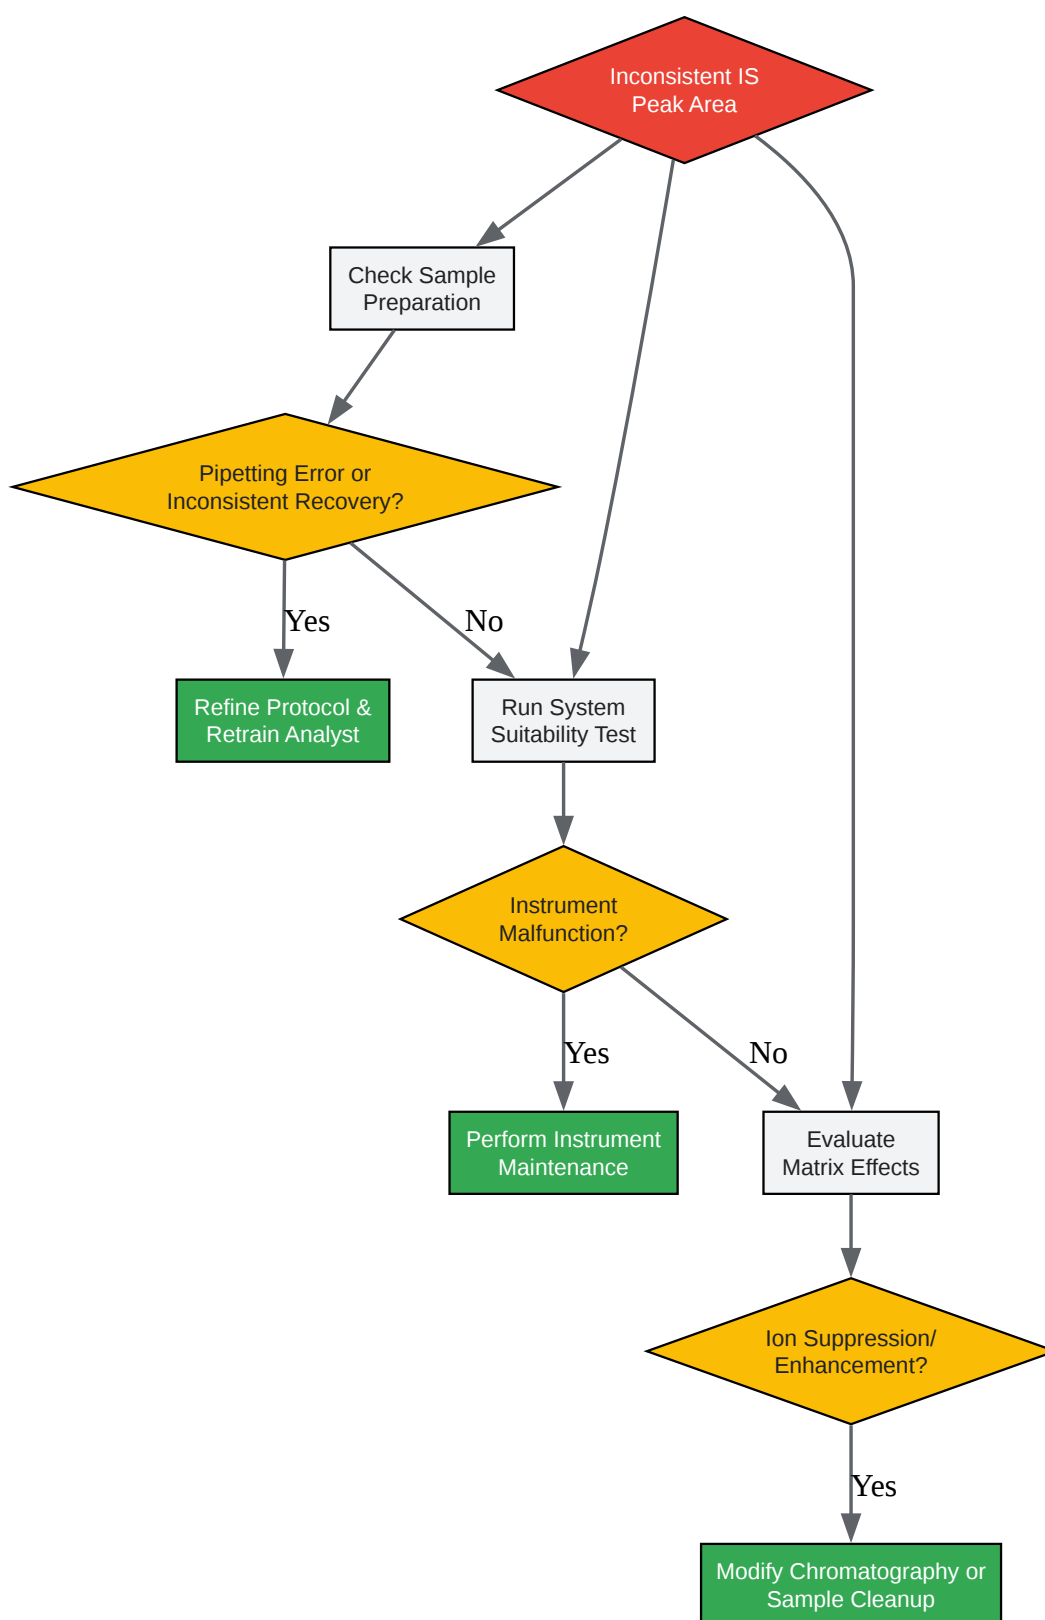 Inconsistent IS
Peak Area
Check Sample
Preparation
Pipetting Error or
Inconsistent Recovery?
Yes
No
Refine Protocol &
Retrain Analyst
Run System
Suitability Test
Instrument
Malfunction?
Yes
No
Perform Instrument
Maintenance
Evaluate
Matrix Effects
Ion Suppression/
Enhancement?
Yes
Modify Chromatography or
Sample Cleanup